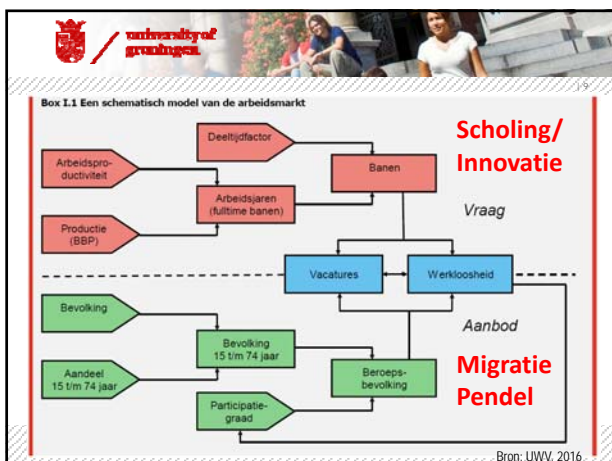 university of
groningen
| 9
Box I.1 Een schematisch model van de arbeidsmarkt
Deeltijdfactor
Scholing/
Innovatie
Arbeidspro-
ductiviteit
Banen
Arbeidsjaren
(fulltime banen)
Productie
(BBP)
Vraag
Vacatures
Werkloosheid
Bevolking
Aanbod
Bevolking
15 t/m 74 jaar
Aandeel
15 t/m 74 jaar
Beroeps-
bevolking
Migratie
Pendel
Participatie-
graad
Bron: UWV, 2016